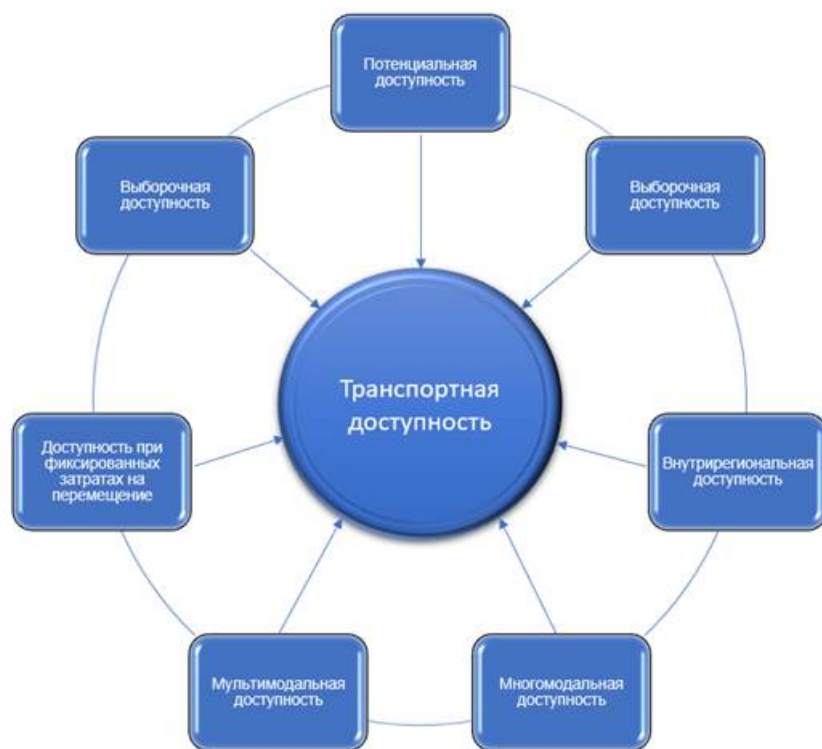 Потенциальная
доступность
Выборочная
доступность
Выборочная
доступность
Транспортная
доступность
Доступность при
фиксированных
затратах на
перемещение
Внутрирегиональная
доступность
Мультимодальная
доступность
Многомодальная
доступность